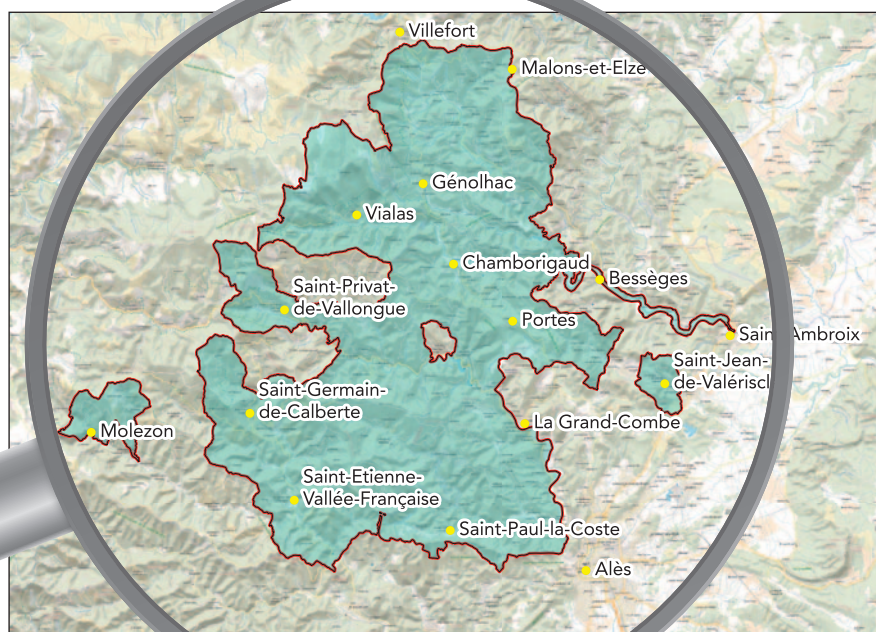 Villefort
Malons-et-Elze
Génolhac
Vialas
Chamborigaud
Bessèges
Saint-Privat-
de-Vallongue
Portes
Ambroix
Saint-Jean-
Saint-Germain-
de-Calberte
La Grand-Combe
Molezon
Saint-Etienne-
Vallée-Française
Saint-Paul-la-Coste
Alès